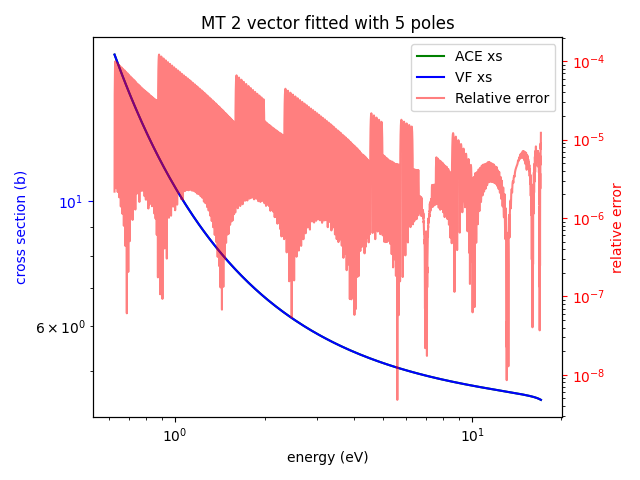 MT 2 vector fitted with 5 poles
ACE xs
VF xs
Relative error
cross section (b)
10¹
6 × 10⁰
10⁻⁴
10⁻⁵
10⁻⁶
10⁻⁷
10⁻⁸
relative error
10⁰
10¹
energy (eV)